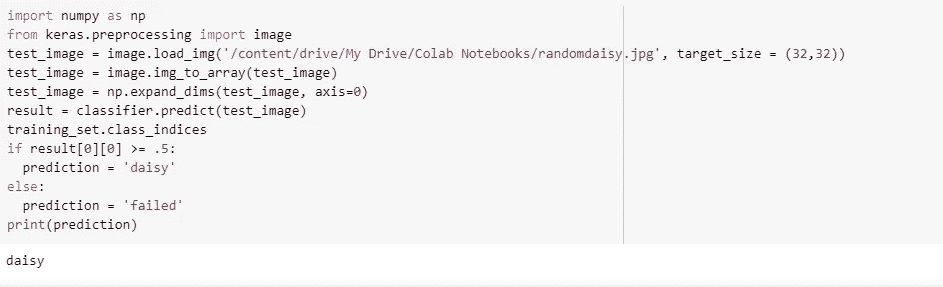 import numpy as np
from keras.preprocessing import image
test_image = image.load_img('/content/drive/My Drive/Colab Notebooks/randomdaisy.jpg', target_size = (32,32))
test_image = image.img_to_array(test_image)
test_image = np.expand_dims(test_image, axis=0)
result = classifier.predict(test_image)
training_set.class_indices
if result[0][0] >= .5:
  prediction = 'daisy'
else:
  prediction = 'failed'
print(prediction)
daisy